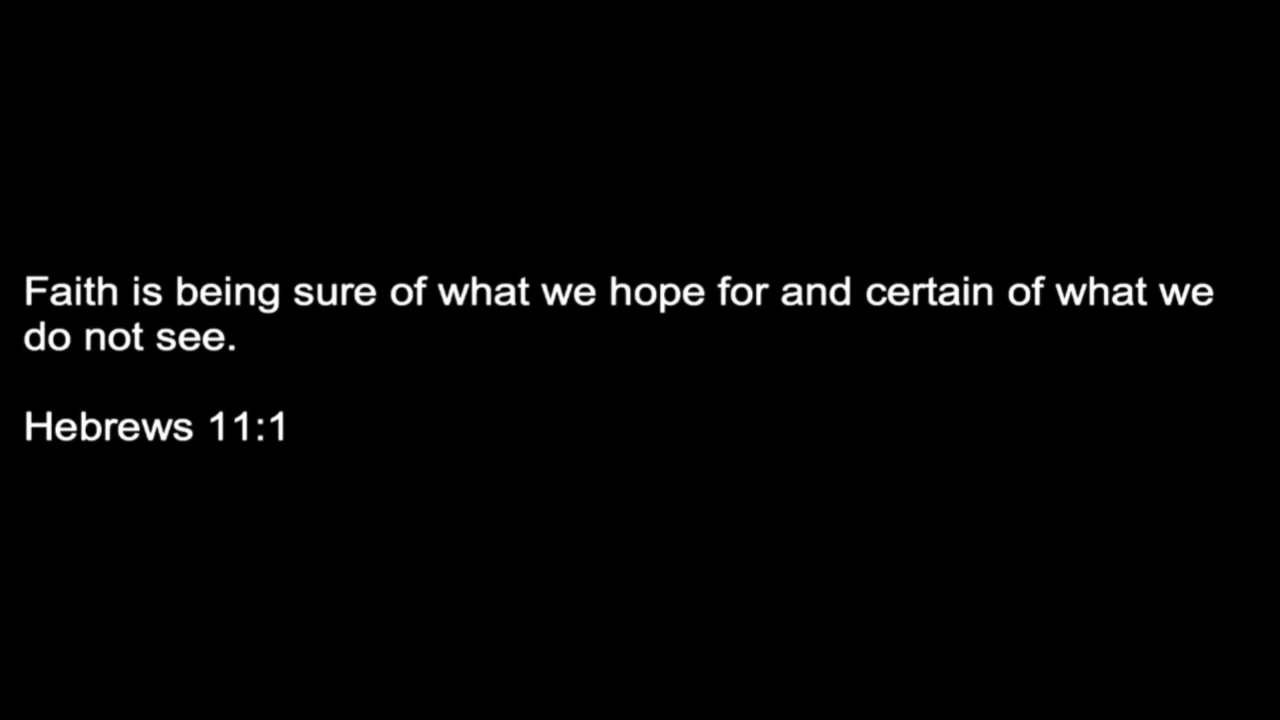 Faith is being sure of what we hope for and certain of what we
do not see.
Hebrews 11:1